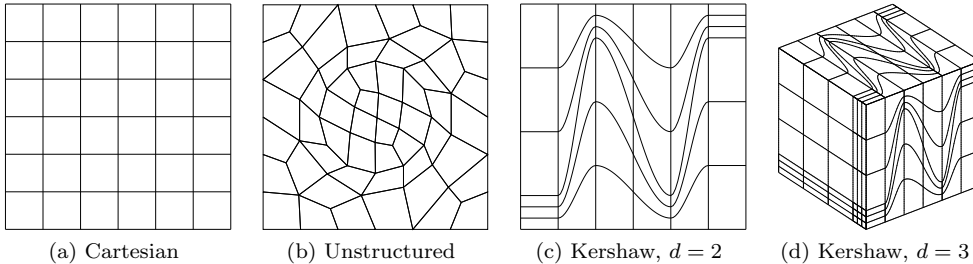 (a) Cartesian
(b) Unstructured
(c) Kershaw, d = 2
(d) Kershaw, d = 3